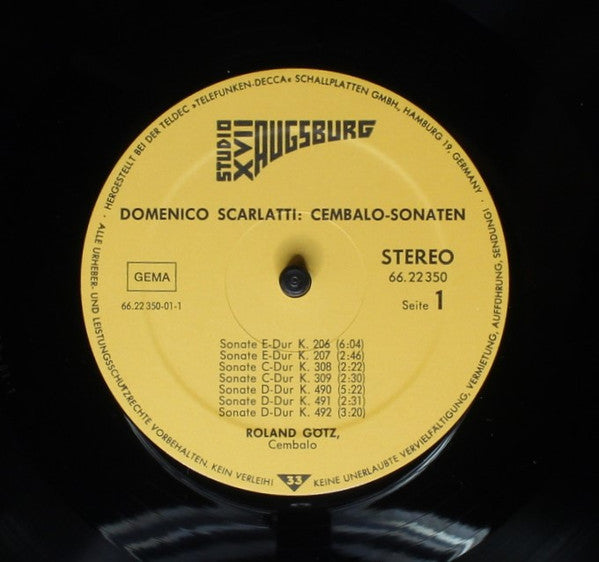 · HERGESTELLT BEI DER TELDEC »TELEFUNKEN-DECCA« SCHALLPLATTEN GMBH., HAMBURG 19, GERMANY ·
STUDIO
XVII
AUGSBURG
DOMENICO SCARLATTI: CEMBALO-SONATEN
GEMA
STEREO
66.22 350
66.22 350-01-1
Seite 1
Sonate E-Dur K. 206 (6:04)
Sonate E-Dur K. 207 (2:46)
Sonate C-Dur K. 308 (2:22)
Sonate C-Dur K. 309 (2:30)
Sonate D-Dur K. 490 (5:22)
Sonate D-Dur K. 491 (2:31)
Sonate D-Dur K. 492 (3:20)
ROLAND GÖTZ,
Cembalo
ALLE URHEBER- UND LEISTUNGSSCHUTZRECHTE VORBEHALTEN. KEIN VERLEIH!
33
KEINE UNERLAUBTE VERVIELFÄLTIGUNG, VERMIETUNG, AUFFÜHRUNG, SENDUNG!